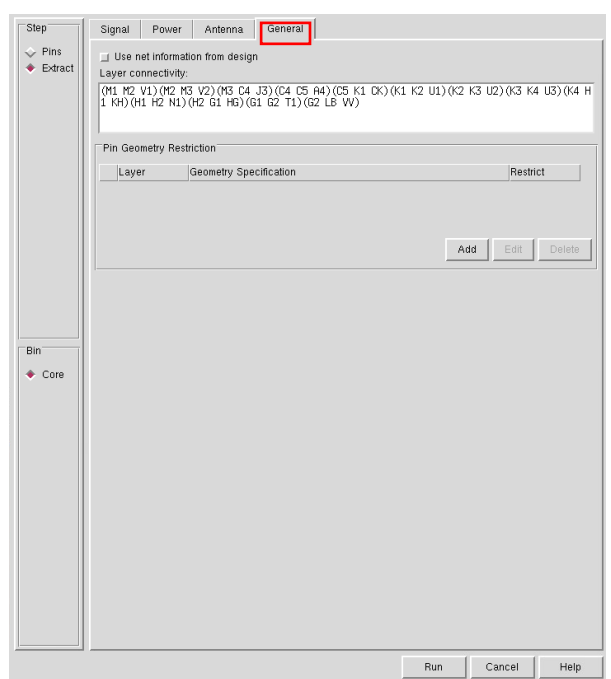 Step
Pins
Extract
Bin
Core
Signal Power Antenna General
Use net information from design
Layer connectivity:
(M1 M2 V1)(M2 M3 V2)(M3 C4 J3)(C4 C5 A4)(C5 K1 CK)(K1 K2 U1)(K2 K3 U2)(K3 K4 U3)(K4 H
1 KH)(H1 H2 N1)(H2 G1 HG)(G1 G2 T1)(G2 LB VV)
Pin Geometry Restriction
Layer Geometry Specification Restrict
Add Edit Delete
Run Cancel Help